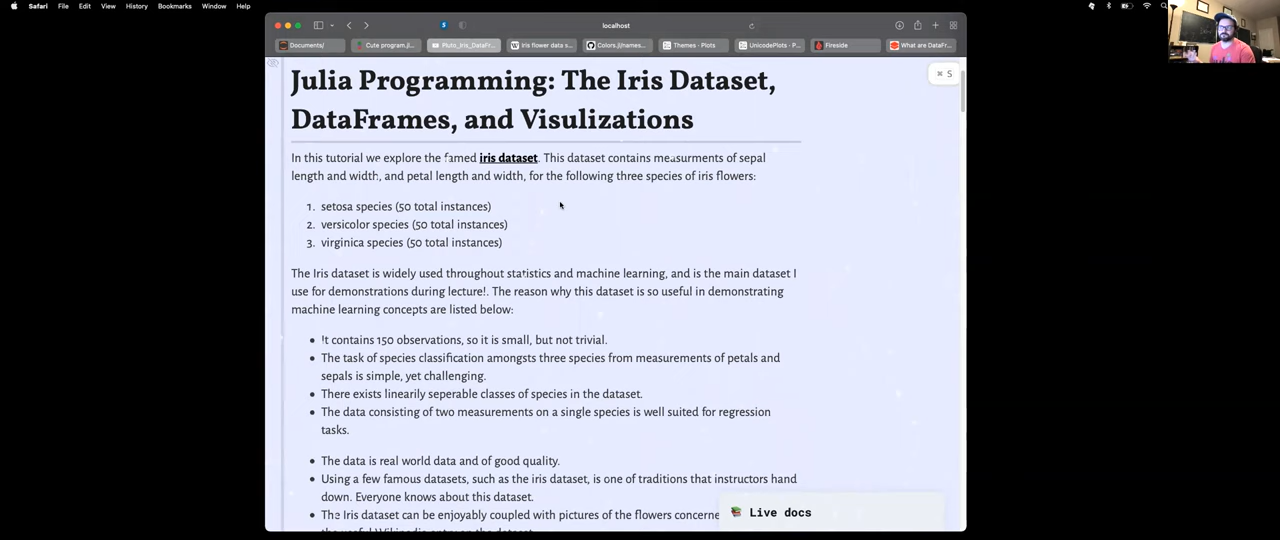 Safari File Edit View History Bookmarks Window Help
localhost
Documents/ Cute program.jl... Pluto_Iris_DataFr... Iris flower data s... Colors.jl/names... Themes · Plots UnicodePlots · P... Fireside What are DataFr...
⌘ S
Julia Programming: The Iris Dataset,
DataFrames, and Visulizations
In this tutorial we explore the famed iris dataset. This dataset contains measurments of sepal
length and width, and petal length and width, for the following three species of iris flowers:
1. setosa species (50 total instances)
2. versicolor species (50 total instances)
3. virginica species (50 total instances)
The Iris dataset is widely used throughout statistics and machine learning, and is the main dataset I
use for demonstrations during lecture!. The reason why this dataset is so useful in demonstrating
machine learning concepts are listed below:
• It contains 150 observations, so it is small, but not trivial.
• The task of species classification amongsts three species from measurements of petals and
sepals is simple, yet challenging.
• There exists linearily seperable classes of species in the dataset.
• The data consisting of two measurements on a single species is well suited for regression
tasks.
• The data is real world data and of good quality.
• Using a few famous datasets, such as the iris dataset, is one of traditions that instructors hand
down. Everyone knows about this dataset.
• The Iris dataset can be enjoyably coupled with pictures of the flowers concerne
the useful Wikipedia entry on the dataset.
Live docs